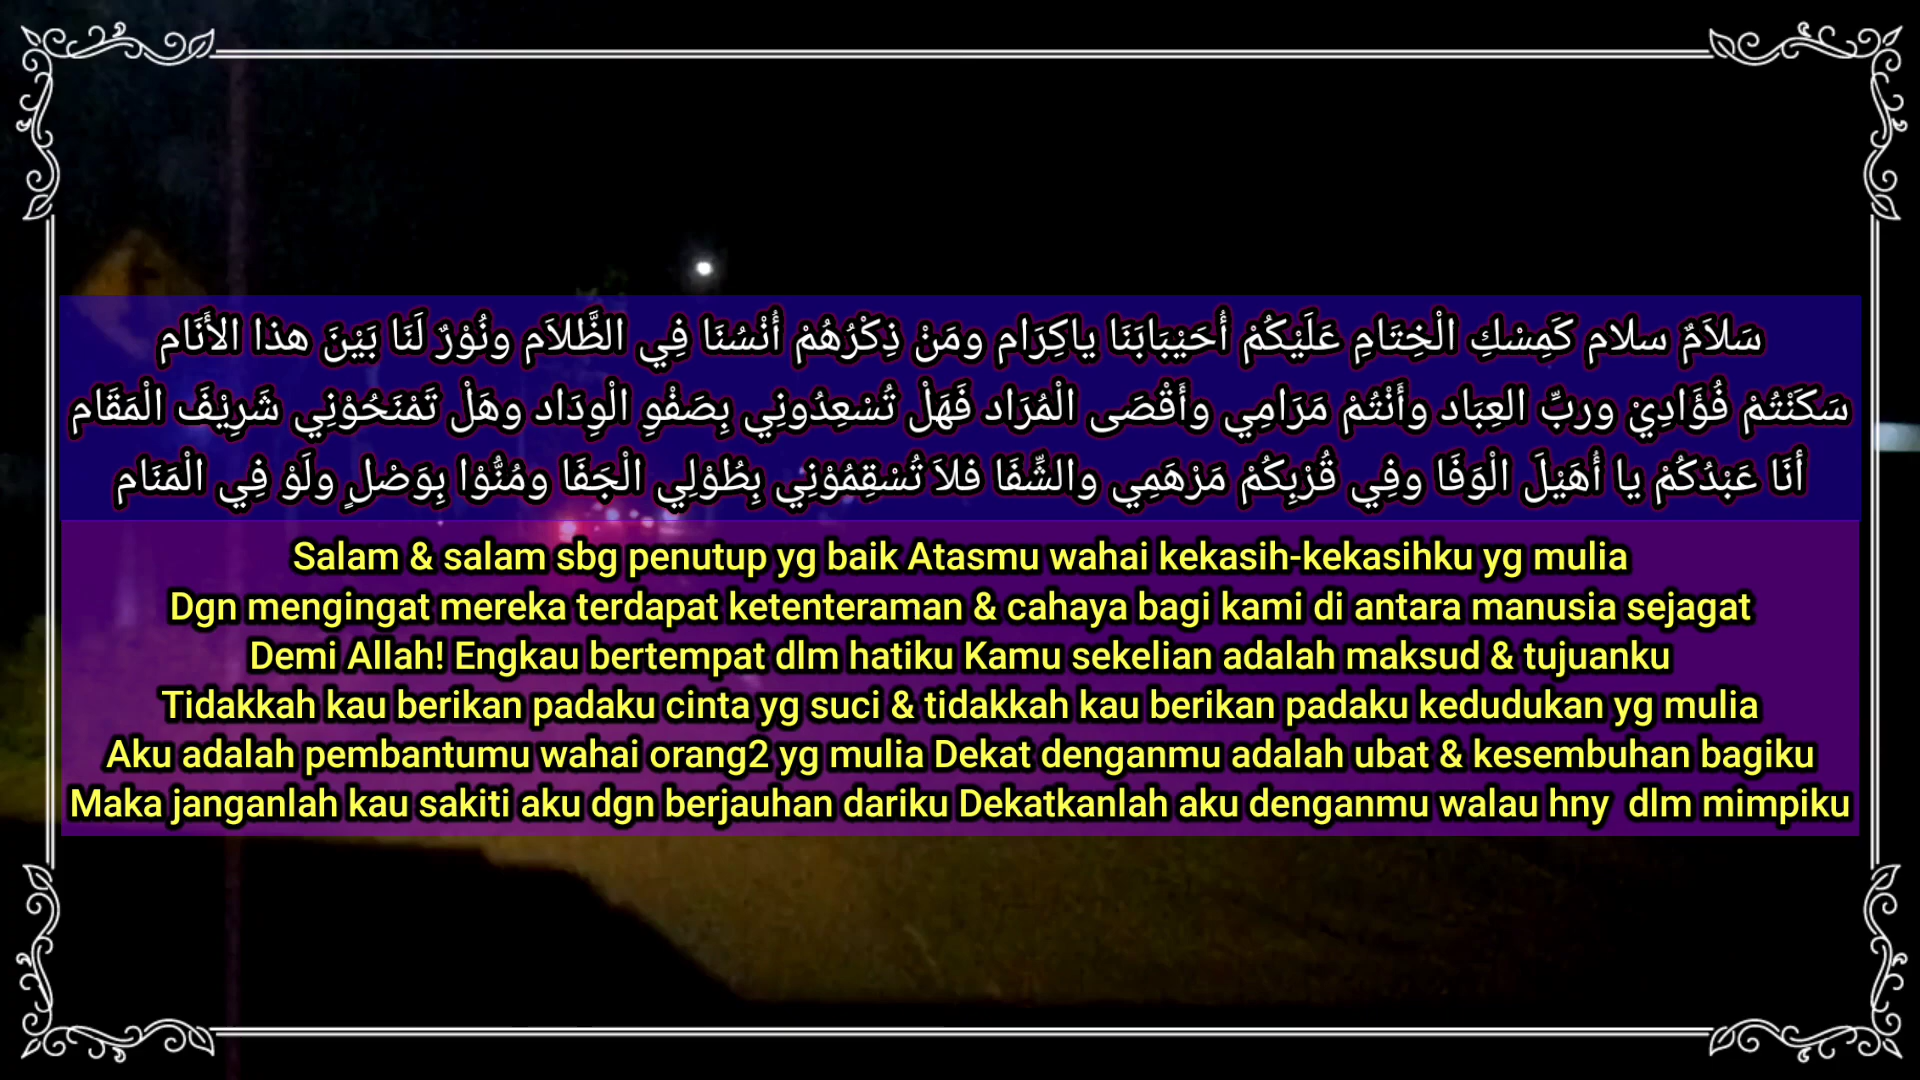 سَلاَمٌ سلام كَمِسْكِ الْخِتَامِ عَلَيْكُمْ أُحَيْبَابَنَا ياكِرَام ومَنْ ذِكْرُهُمْ أُنْسُنَا فِي الظَّلاَم ونُوْرٌ لَنَا بَيْنَ هذا الأَنَام
سَكَنْتُمْ فُؤَادِيْ وربِّ العِبَاد وأَنْتُمْ مَرَامِي وأَقْصَى الْمُرَاد فَهَلْ تُسْعِدُونِي بِصَفْوِ الْوِدَاد وهَلْ تَمْنَحُوْنِي شَرِيْفَ الْمَقَام
أنَا عَبْدُكُمْ يا أُهَيْلَ الْوَفَا وفِي قُرْبِكُمْ مَرْهَمِي والشِّفَا فلاَ تُسْقِمُوْنِي بِطُوْلِي الْجَفَا ومُنُّوْا بِوَصْلٍ ولَوْ فِي الْمَنَام
Salam & salam sbg penutup yg baik Atasmu wahai kekasih-kekasihku yg mulia
Dgn mengingat mereka terdapat ketenteraman & cahaya bagi kami di antara manusia sejagat
Demi Allah! Engkau bertempat dlm hatiku Kamu sekelian adalah maksud & tujuanku
Tidakkah kau berikan padaku cinta yg suci & tidakkah kau berikan padaku kedudukan yg mulia
Aku adalah pembantumu wahai orang2 yg mulia Dekat denganmu adalah ubat & kesembuhan bagiku
Maka janganlah kau sakiti aku dgn berjauhan dariku Dekatkanlah aku denganmu walau hny  dlm mimpiku